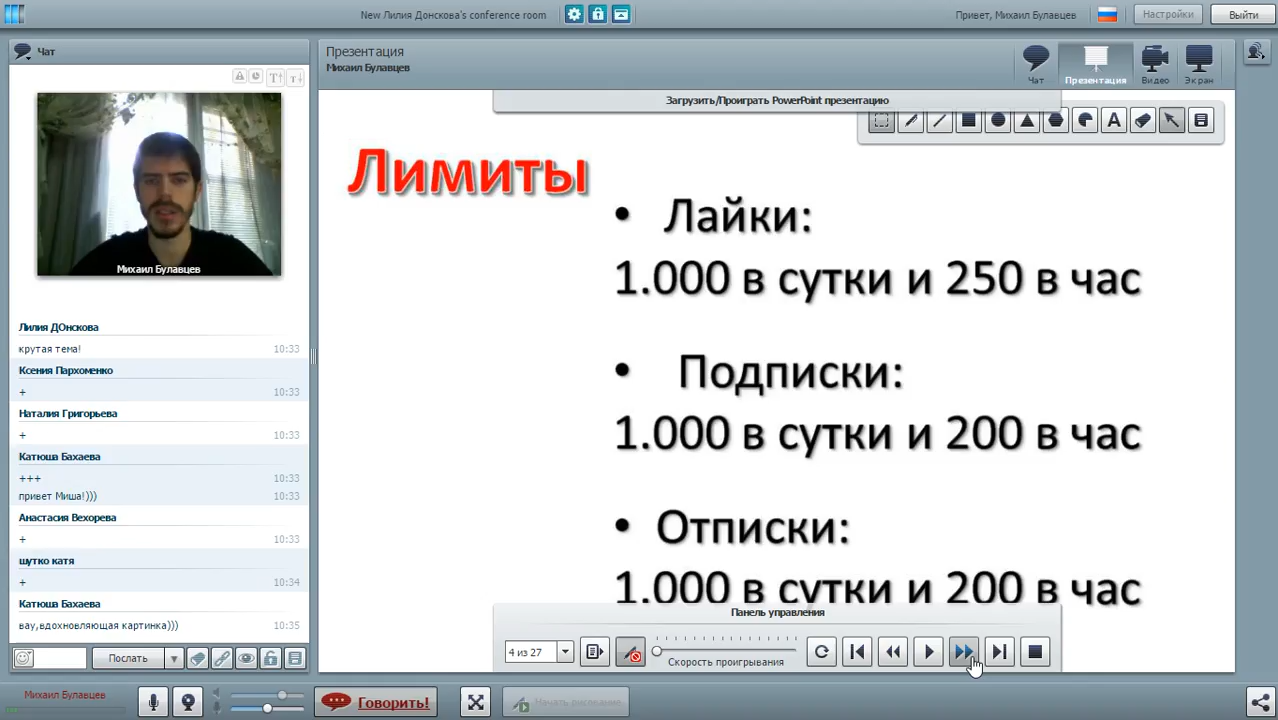 New Лилия Донскова's conference room
Привет, Михаил Булавцев
Настройки
Выйти
Чат
Михаил Булавцев
Лилия ДОнскова
крутая тема!
10:33
Ксения Пархоменко
+
10:33
Наталия Григорьева
+
10:33
Катюша Бахаева
+++
10:33
привет Миша!)))
10:33
Анастасия Вехорева
+
10:33
шутко катя
+
10:34
Катюша Бахаева
вау,вдохновляющая картинка)))
10:35
Послать
Презентация
Михаил Булавцев
Чат
Презентация
Видео
Экран
Загрузить/Проиграть PowerPoint презентацию
Лимиты
• Лайки:
1.000 в сутки и 250 в час
• Подписки:
1.000 в сутки и 200 в час
• Отписки:
1.000 в сутки и 200 в час
Панель управления
4 из 27
Скорость проигрывания
Михаил Булавцев
Говорить!
Начать рисование